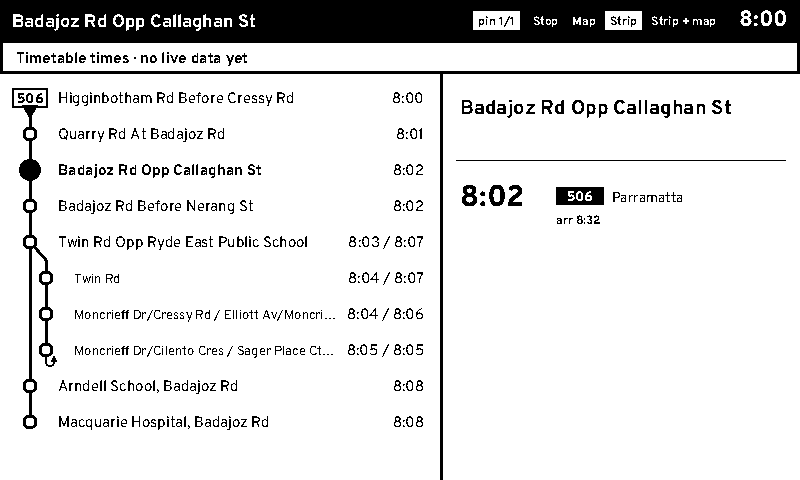 Badajoz Rd Opp Callaghan St
pin 1/1 Stop Map Strip Strip + map 8:00
Timetable times · no live data yet
506 Higginbotham Rd Before Cressy Rd 8:00
Quarry Rd At Badajoz Rd 8:01
Badajoz Rd Opp Callaghan St 8:02
Badajoz Rd Before Nerang St 8:02
Twin Rd Opp Ryde East Public School 8:03 / 8:07
Twin Rd 8:04 / 8:07
Moncrieff Dr/Cressy Rd / Elliott Av/Moncri... 8:04 / 8:06
Moncrieff Dr/Cilento Cres / Sager Place Ct... 8:05 / 8:05
Arndell School, Badajoz Rd 8:08
Macquarie Hospital, Badajoz Rd 8:08
Badajoz Rd Opp Callaghan St
8:02 506 Parramatta
arr 8:32